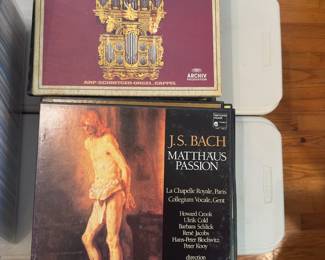 ARP-SCHNITGER-ORGEL, CAPPEL
ARCHIV
PRODUKTION
J.S. BACH
MATTHÄUS
PASSION
La Chapelle Royale, Paris
Collegium Vocale, Gent
Howard Crook
Ulrik Cold
Barbara Schlick
René Jacobs
Hans-Peter Blochwitz
Peter Kooy
direction